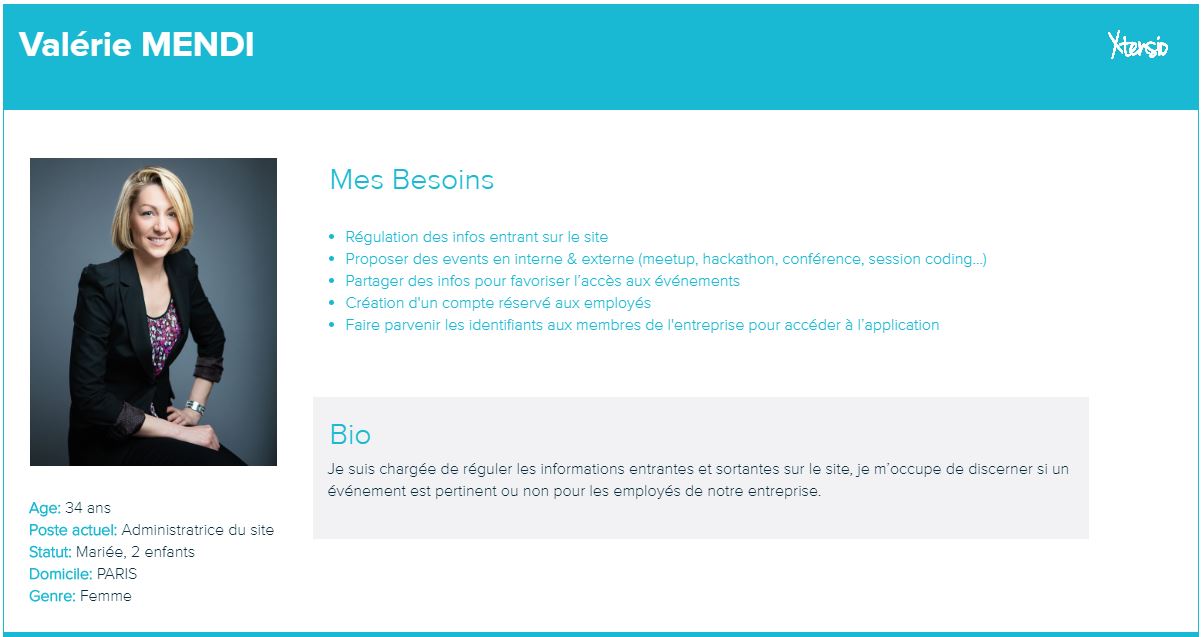 Valérie MENDI
Xtensio
Mes Besoins
• Régulation des infos entrant sur le site
• Proposer des events en interne & externe (meetup, hackathon, conférence, session coding...)
• Partager des infos pour favoriser l’accès aux événements
• Création d'un compte réservé aux employés
• Faire parvenir les identifiants aux membres de l'entreprise pour accéder à l’application
Bio
Je suis chargée de réguler les informations entrantes et sortantes sur le site, je m’occupe de discerner si un
événement est pertinent ou non pour les employés de notre entreprise.
Age: 34 ans
Poste actuel: Administratrice du site
Statut: Mariée, 2 enfants
Domicile: PARIS
Genre: Femme